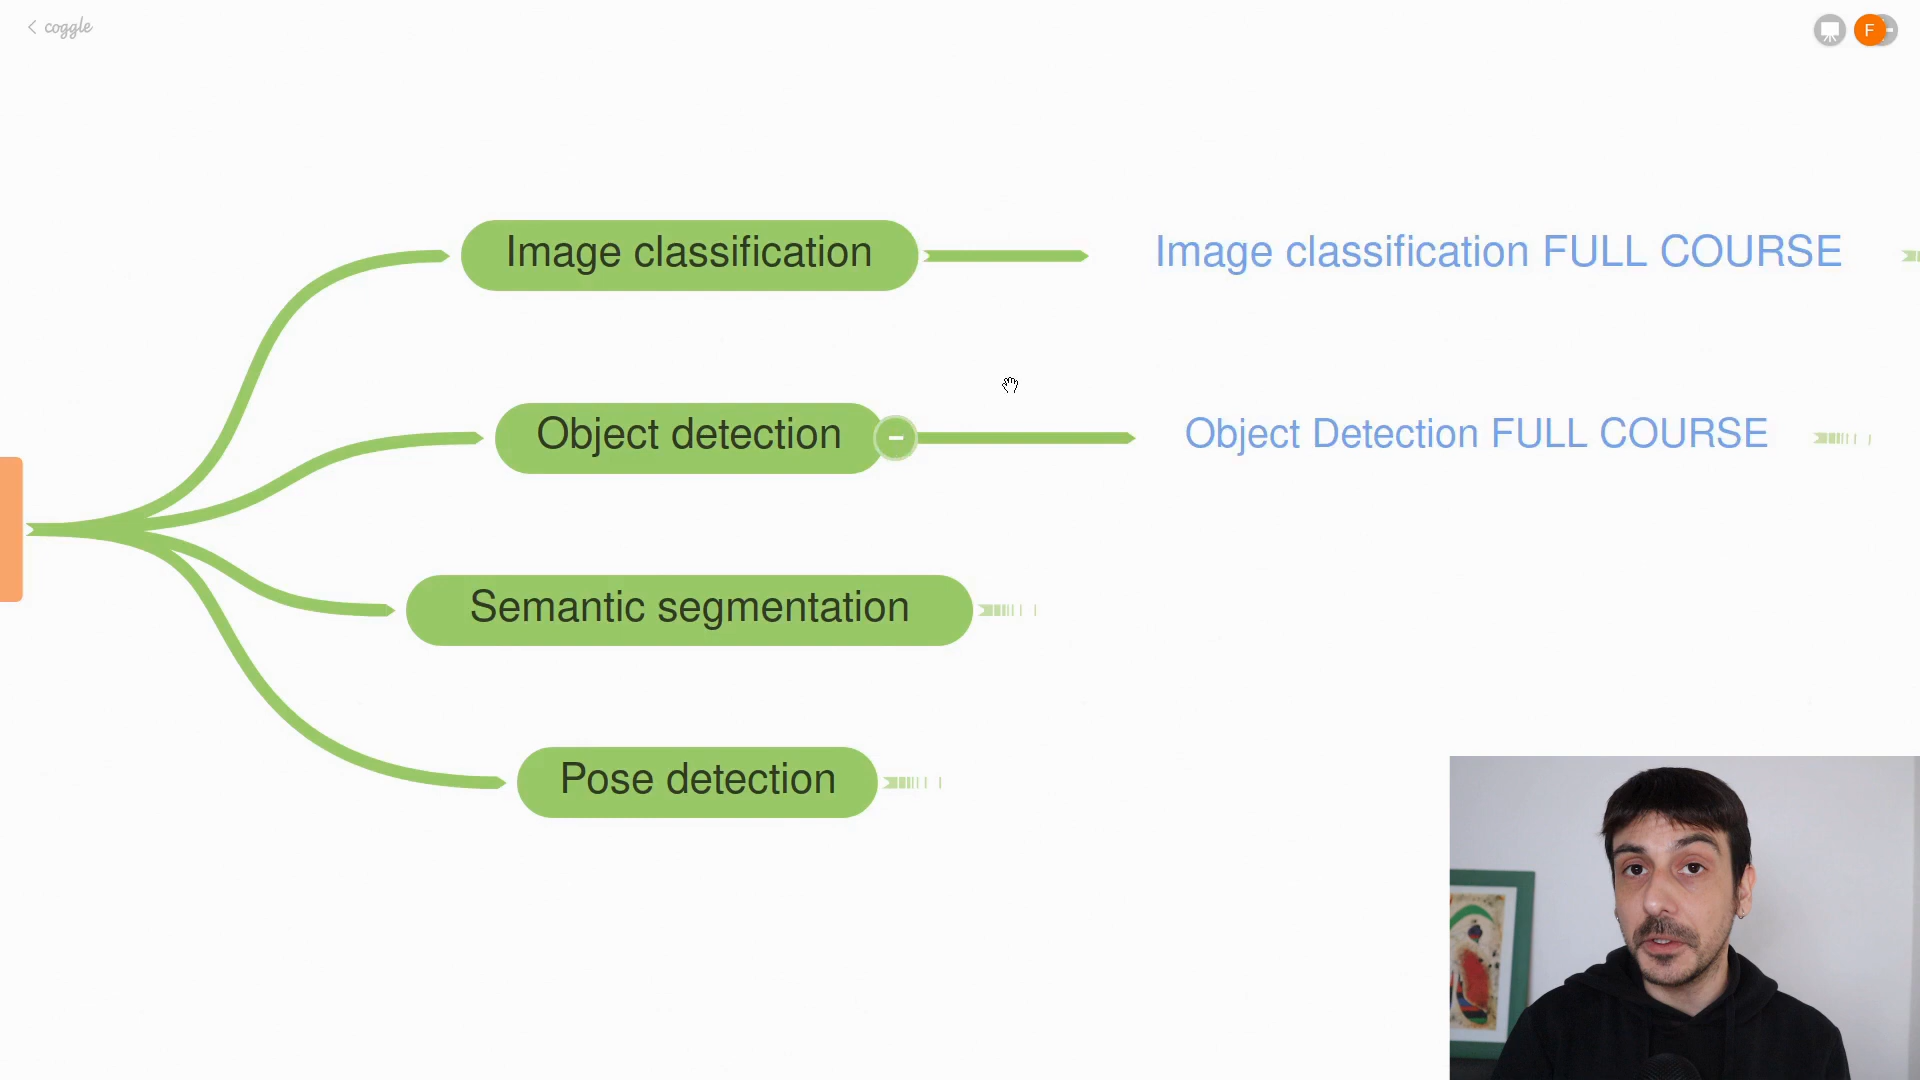 coggle
F
Image classification
Image classification FULL COURSE
Object detection
Object Detection FULL COURSE
Semantic segmentation
Pose detection